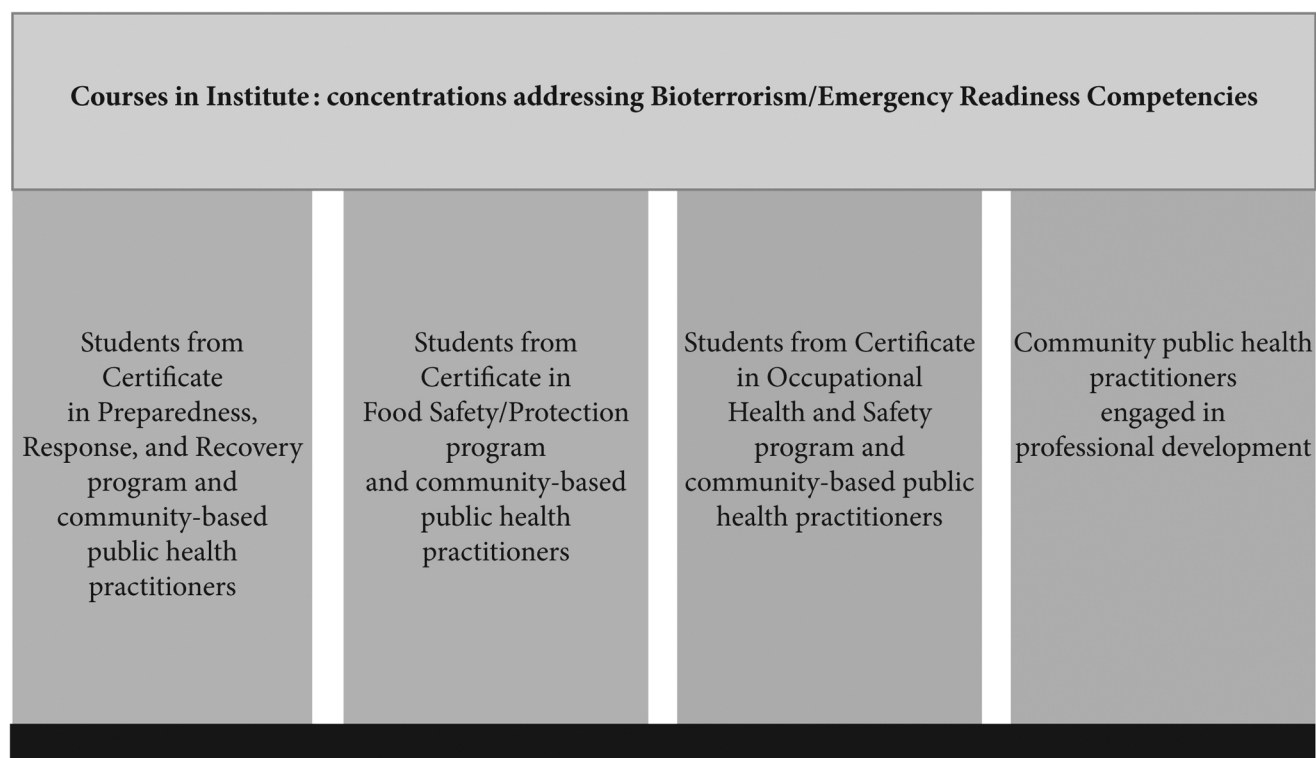 Courses in Institute: concentrations addressing Bioterrorism/Emergency Readiness Competencies
Students from
Certificate
in Preparedness,
Response, and Recovery
program and
community-based
public health
practitioners
Students from
Certificate in
Food Safety/Protection
program
and community-based
public health
practitioners
Students from Certificate
in Occupational
Health and Safety
program and
community-based public
health practitioners
Community public health
practitioners
engaged in
professional development